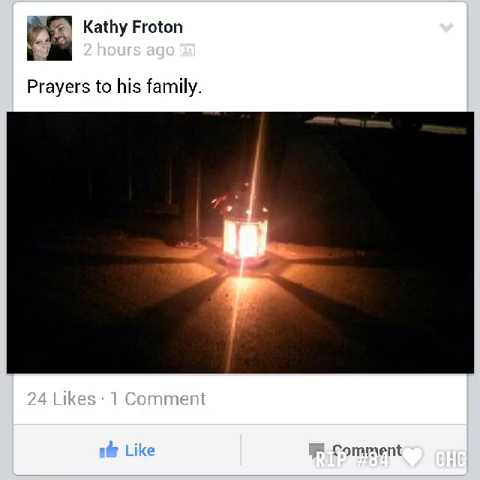 Kathy Froton
2 hours ago
Prayers to his family.
24 Likes · 1 Comment
Like
Comment
RIP #84 🤍 CHC